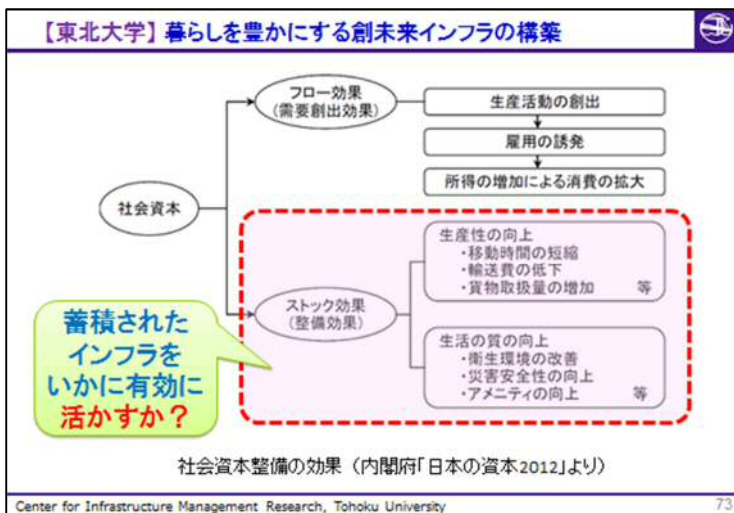 【東北大学】暮らしを豊かにする創未来インフラの構築
フロー効果
(需要創出効果)
生産活動の創出
雇用の誘発
所得の増加による消費の拡大
社会資本
ストック効果
(整備効果)
生産性の向上
・移動時間の短縮
・輸送費の低下
・貨物取扱量の増加 等
生活の質の向上
・衛生環境の改善
・災害安全性の向上
・アメニティの向上 等
蓄積された
インフラを
いかに有効に
活かすか？
社会資本整備の効果（内閣府「日本の資本2012」より）
Center for Infrastructure Management Research, Tohoku University
73